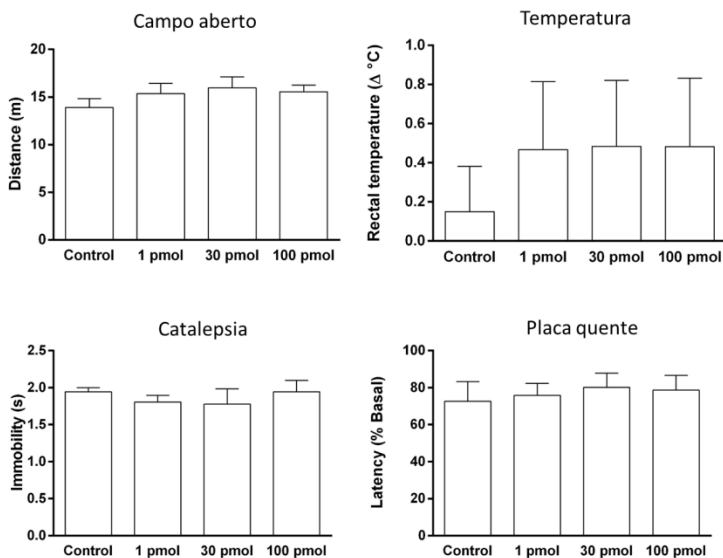 Campo aberto
Distance (m)
20
15
10
5
0
Control 1 pmol 30 pmol 100 pmol
Temperatura
Rectal temperature (Δ °C)
1.0
0.8
0.6
0.4
0.2
0.0
Control 1 pmol 30 pmol 100 pmol
Catalepsia
Immobility (s)
2.5
2.0
1.5
1.0
0.5
0.0
Control 1 pmol 30 pmol 100 pmol
Placa quente
Latency (% Basal)
100
80
60
40
20
0
Control 1 pmol 30 pmol 100 pmol